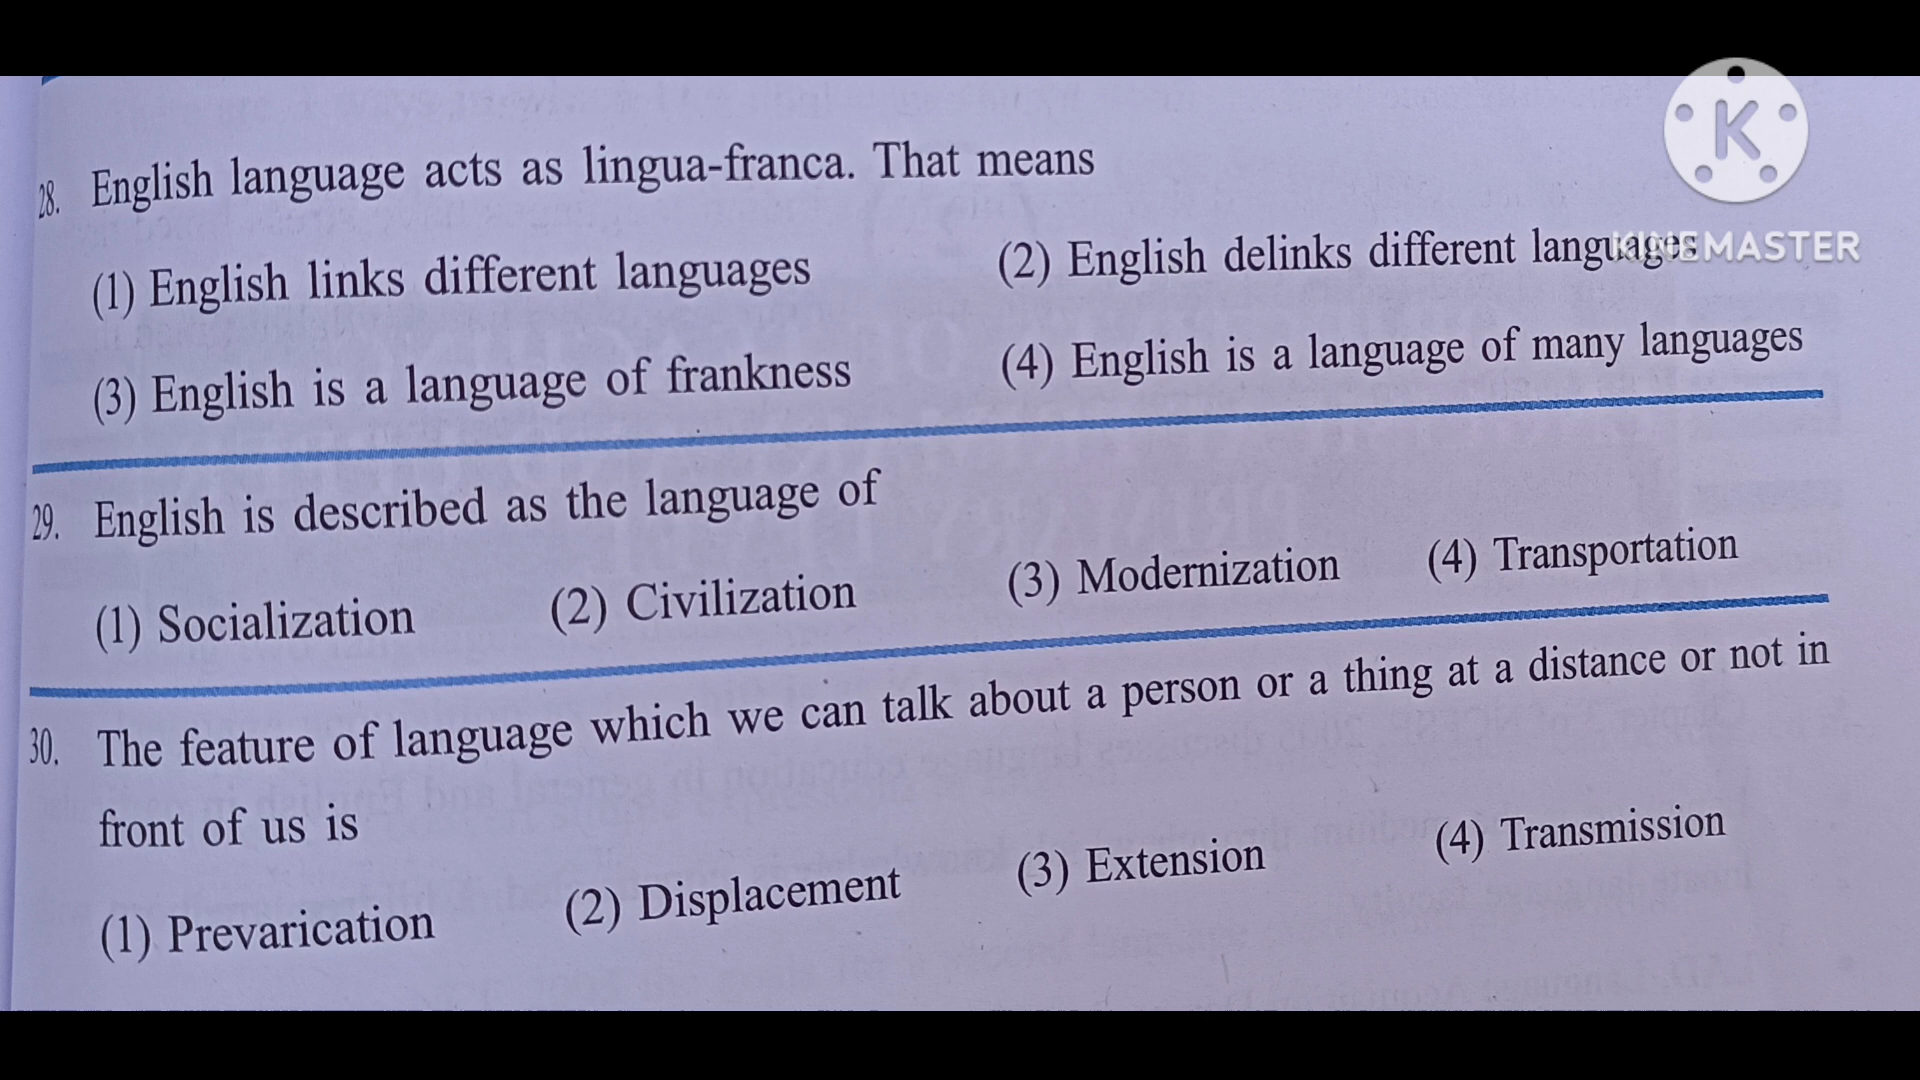 28. English language acts as lingua-franca. That means
(1) English links different languages (2) English delinks different languages
(3) English is a language of frankness (4) English is a language of many languages
29. English is described as the language of
(1) Socialization (2) Civilization (3) Modernization (4) Transportation
30. The feature of language which we can talk about a person or a thing at a distance or not in
front of us is
(1) Prevarication (2) Displacement (3) Extension (4) Transmission
K
KINEMASTER